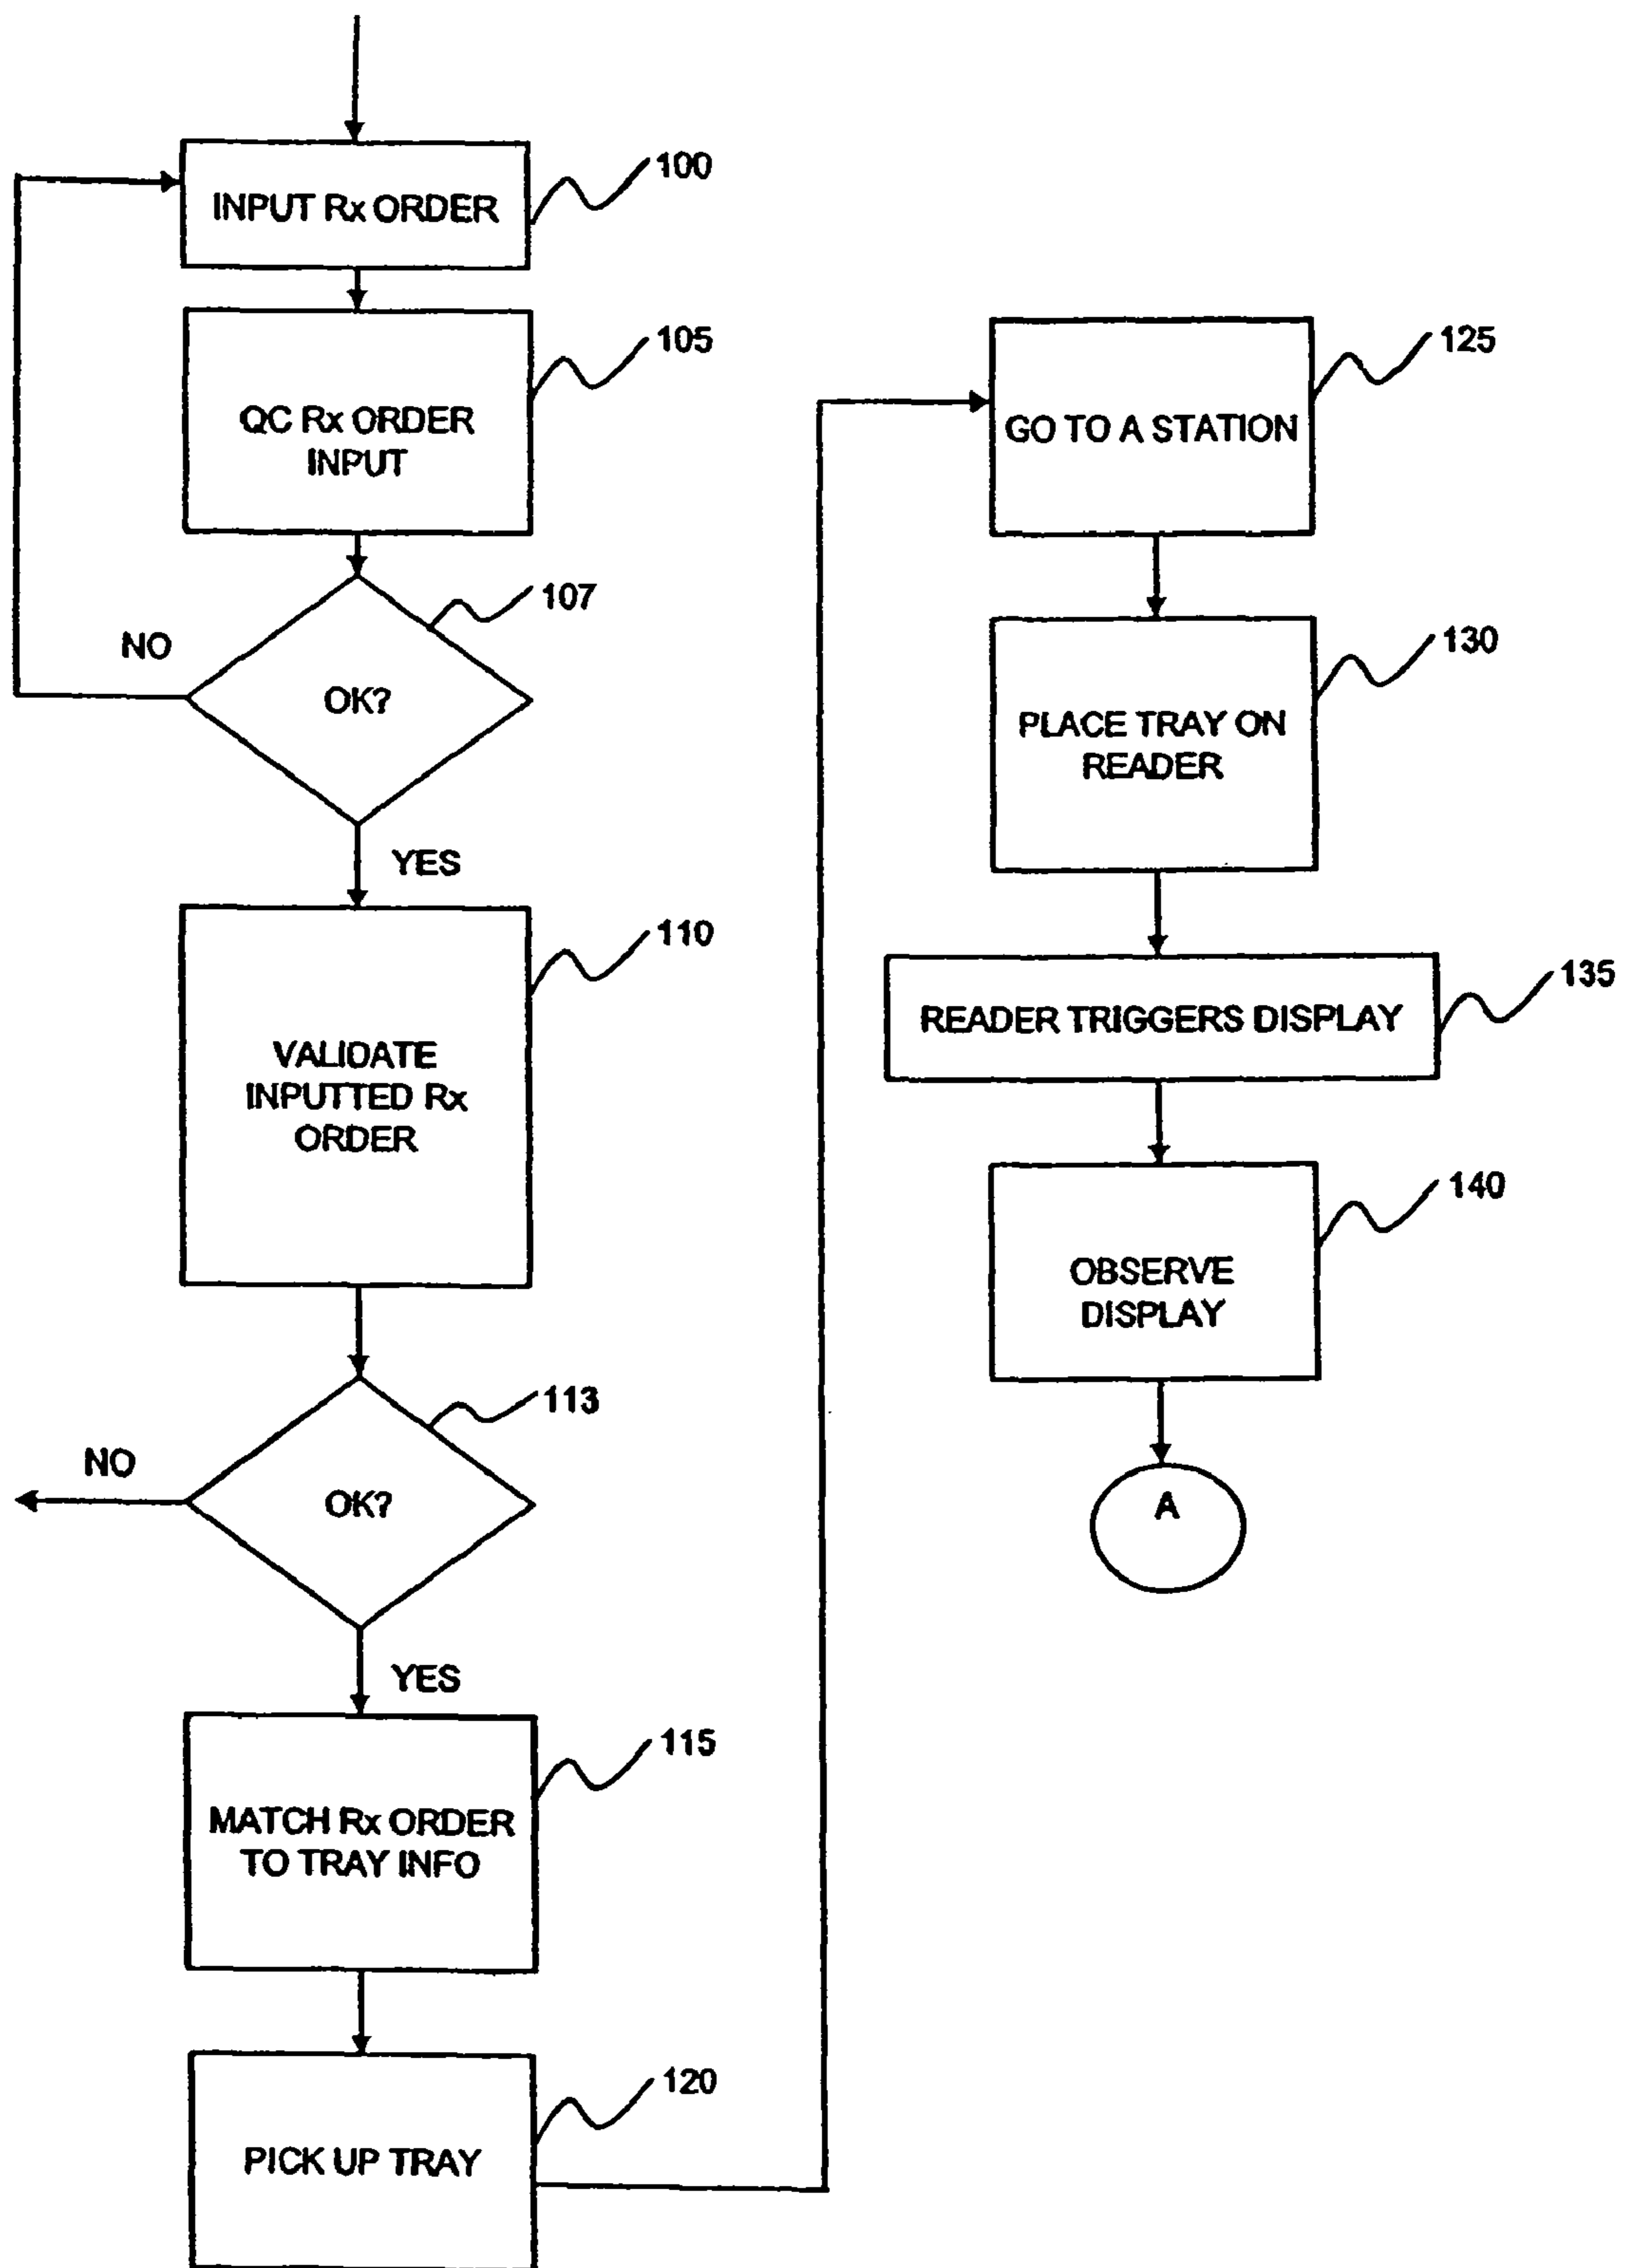 INPUT Rx ORDER
100
QC Rx ORDER
INPUT
105
107
NO
OK?
YES
VALIDATE
INPUTTED Rx
ORDER
110
113
NO
OK?
YES
MATCH Rx ORDER
TO TRAY INFO
115
PICK UP TRAY
120
GO TO A STATION
125
PLACE TRAY ON
READER
130
READER TRIGGERS DISPLAY
135
OBSERVE
DISPLAY
140
A